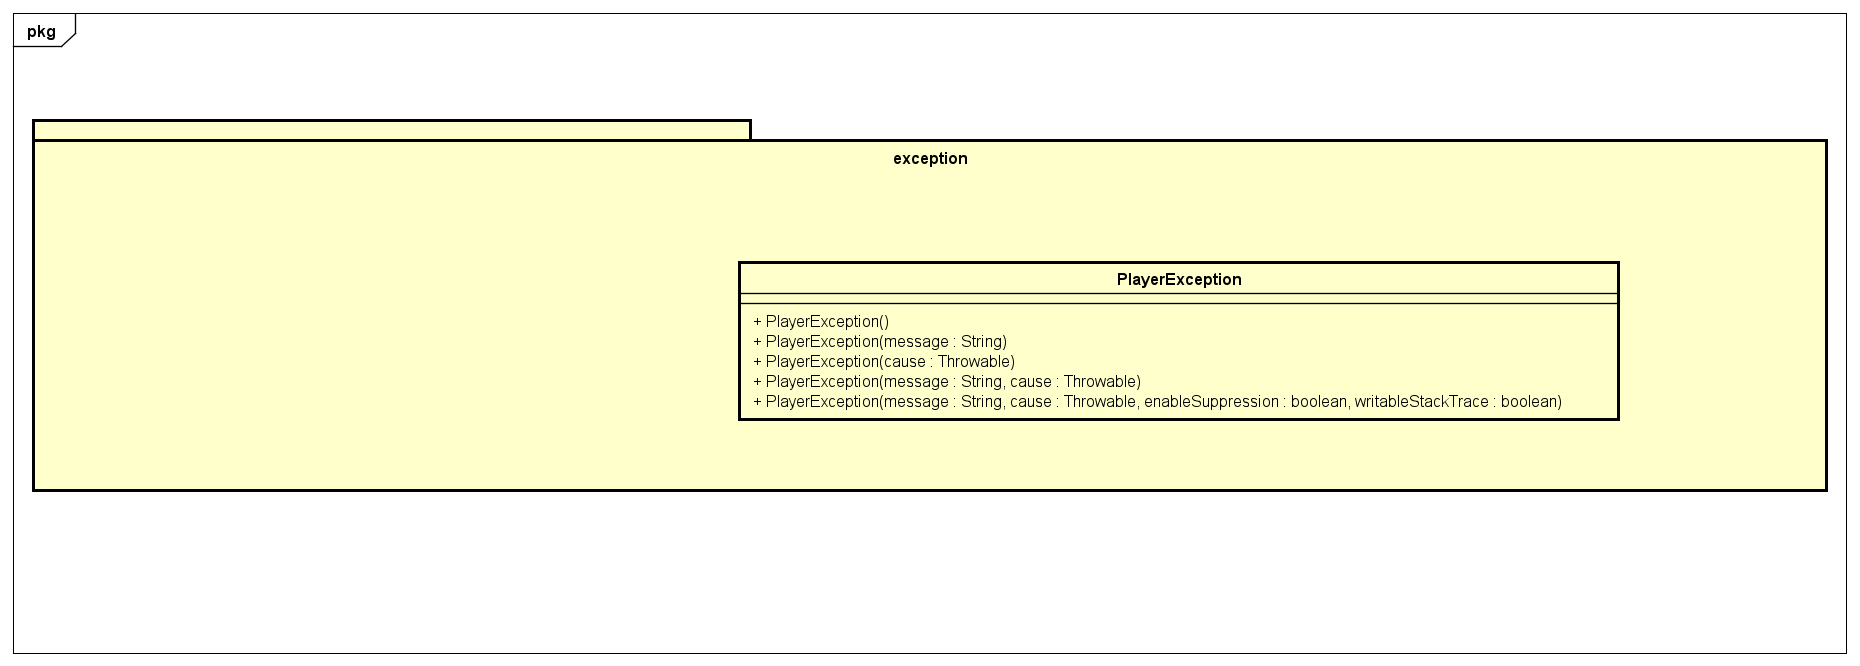 pkg
exception
PlayerException
+ PlayerException()
+ PlayerException(message : String)
+ PlayerException(cause : Throwable)
+ PlayerException(message : String, cause : Throwable)
+ PlayerException(message : String, cause : Throwable, enableSuppression : boolean, writableStackTrace : boolean)